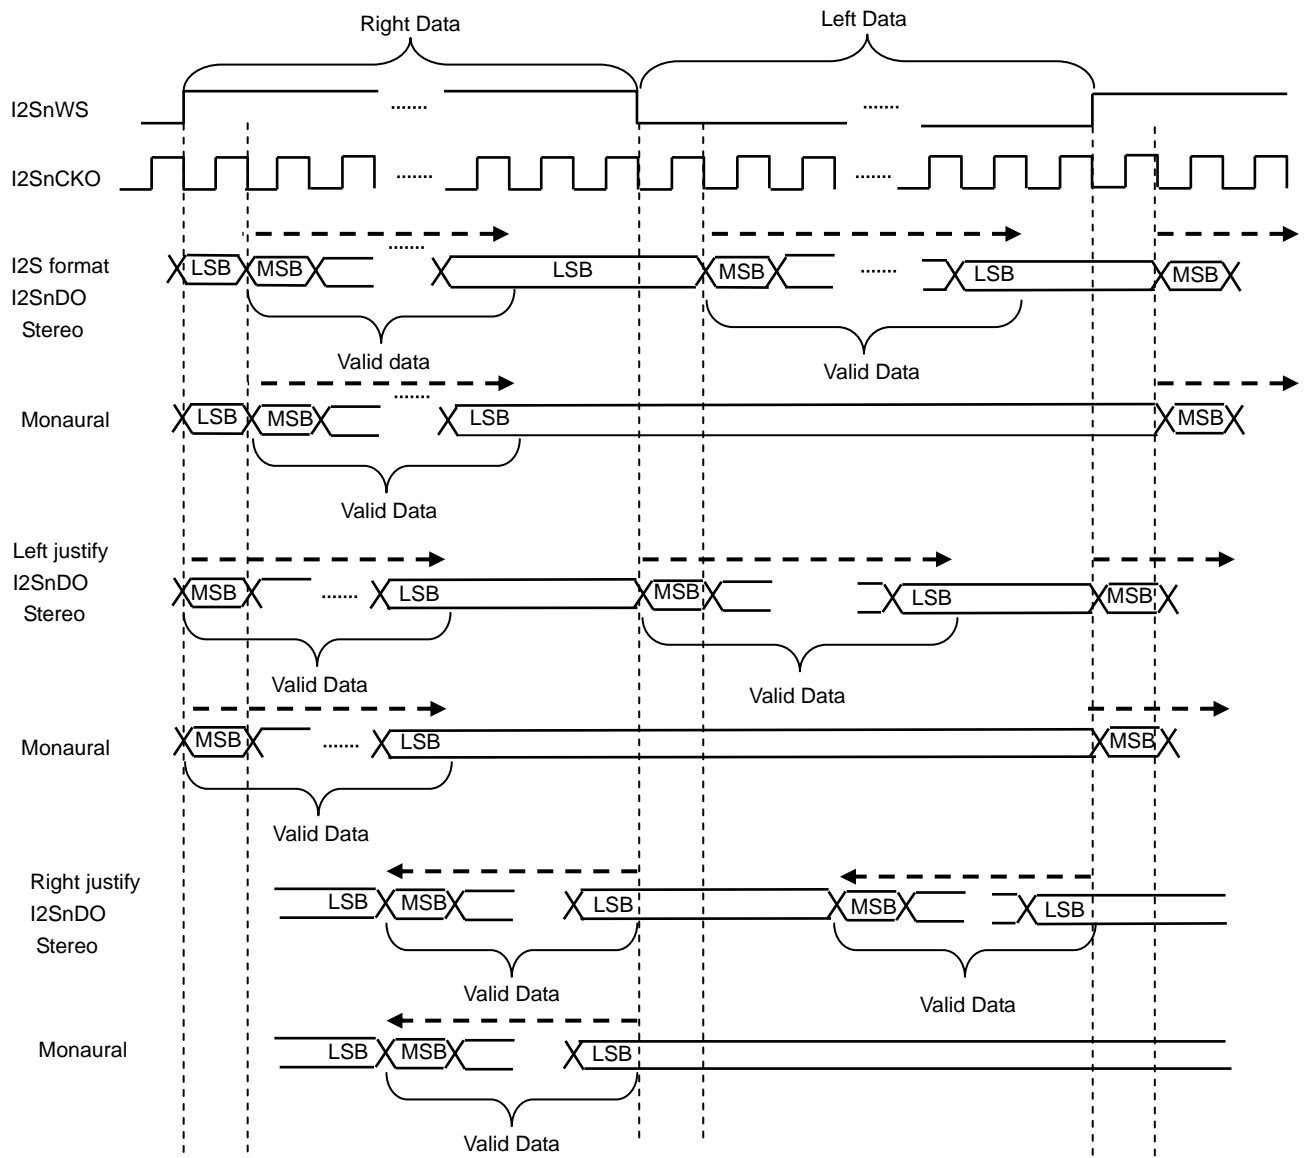 Right Data
Left Data
I2SnWS
.......
.......
I2SnCKO
.......
.......
I2S format
I2SnDO
Stereo
LSB
MSB
.......
LSB
MSB
.......
LSB
MSB
Valid data
Valid Data
Monaural
LSB
MSB
.......
LSB
MSB
Valid Data
Left justify
I2SnDO
Stereo
MSB
.......
LSB
MSB
LSB
MSB
Valid Data
Valid Data
Monaural
MSB
.......
LSB
MSB
Valid Data
Right justify
I2SnDO
Stereo
LSB
MSB
LSB
MSB
LSB
Valid Data
Valid Data
Monaural
LSB
MSB
LSB
Valid Data